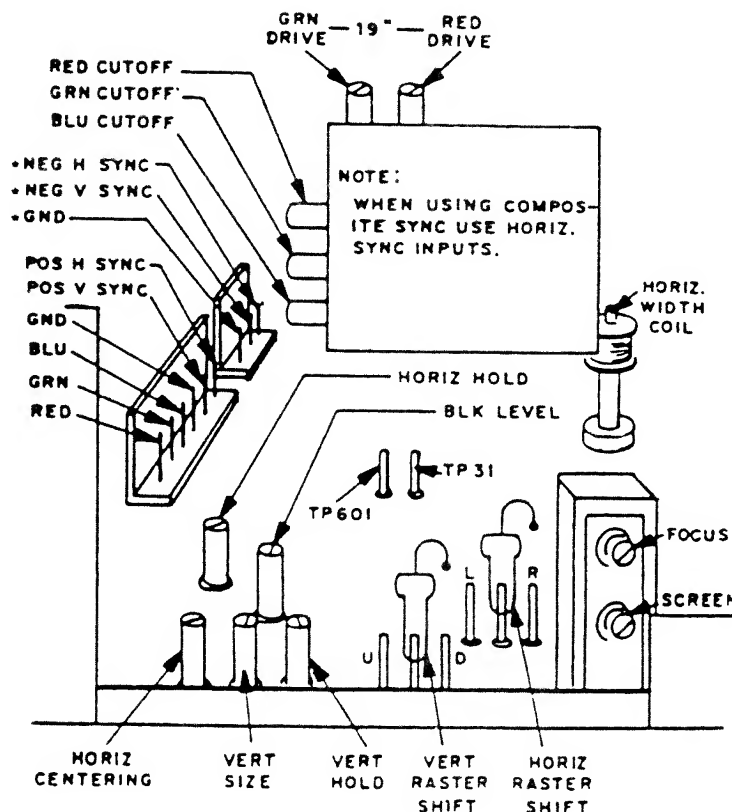 GRN DRIVE — 19" — RED DRIVE
RED CUTOFF
GRN CUTOFF
BLU CUTOFF
*NEG H SYNC
*NEG V SYNC
*GND
POS H SYNC
POS V SYNC
GND
BLU
GRN
RED
NOTE:
WHEN USING COMPOS-
ITE SYNC USE HORIZ.
SYNC INPUTS.
HORIZ.
WIDTH
COIL
HORIZ HOLD
BLK LEVEL
TP601
TP31
L
R
U
D
FOCUS
SCREEN
HORIZ
CENTERING
VERT
SIZE
VERT
HOLD
VERT
RASTER
SHIFT
HORIZ
RASTER
SHIFT